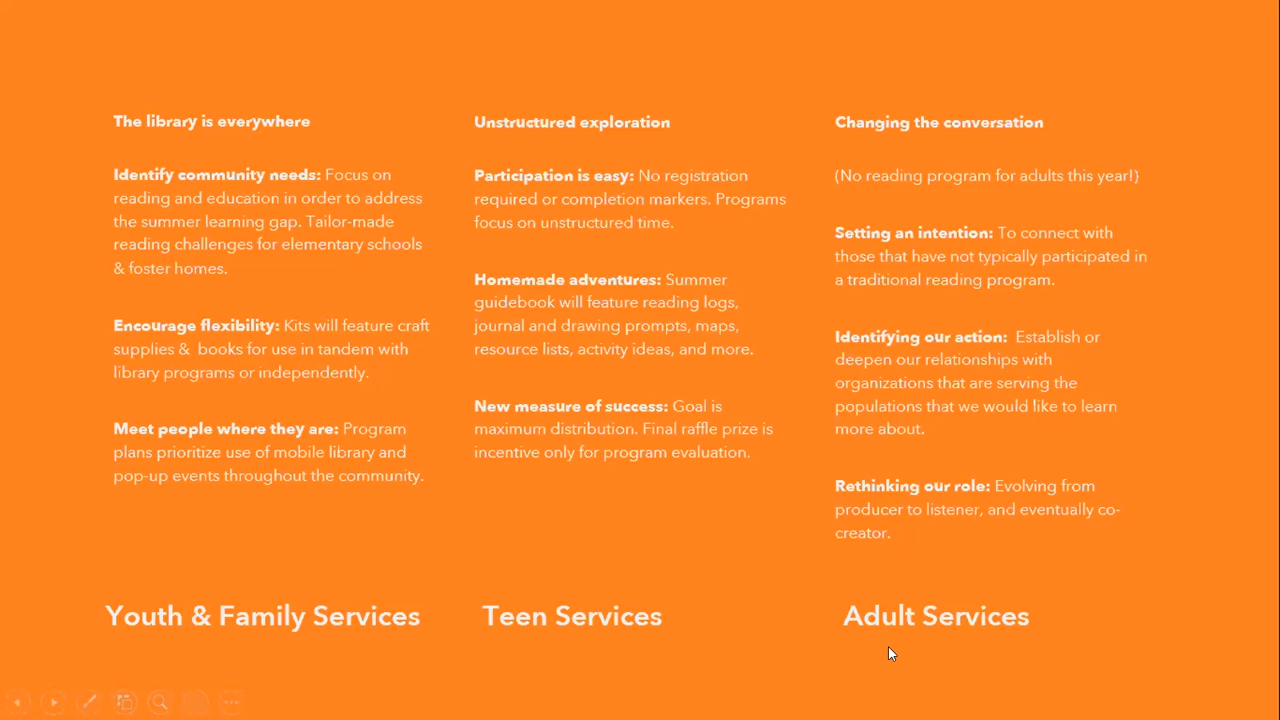 The library is everywhere
Identify community needs: Focus on
reading and education in order to address
the summer learning gap. Tailor-made
reading challenges for elementary schools
& foster homes.
Encourage flexibility: Kits will feature craft
supplies &  books for use in tandem with
library programs or independently.
Meet people where they are: Program
plans prioritize use of mobile library and
pop-up events throughout the community.
Youth & Family Services
Unstructured exploration
Participation is easy: No registration
required or completion markers. Programs
focus on unstructured time.
Homemade adventures: Summer
guidebook will feature reading logs,
journal and drawing prompts, maps,
resource lists, activity ideas, and more.
New measure of success: Goal is
maximum distribution. Final raffle prize is
incentive only for program evaluation.
Teen Services
Changing the conversation
(No reading program for adults this year!}
Setting an intention: To connect with
those that have not typically participated in
a traditional reading program.
Identifying our action:  Establish or
deepen our relationships with
organizations that are serving the
populations that we would like to learn
more about.
Rethinking our role: Evolving from
producer to listener, and eventually co-
creator.
Adult Services